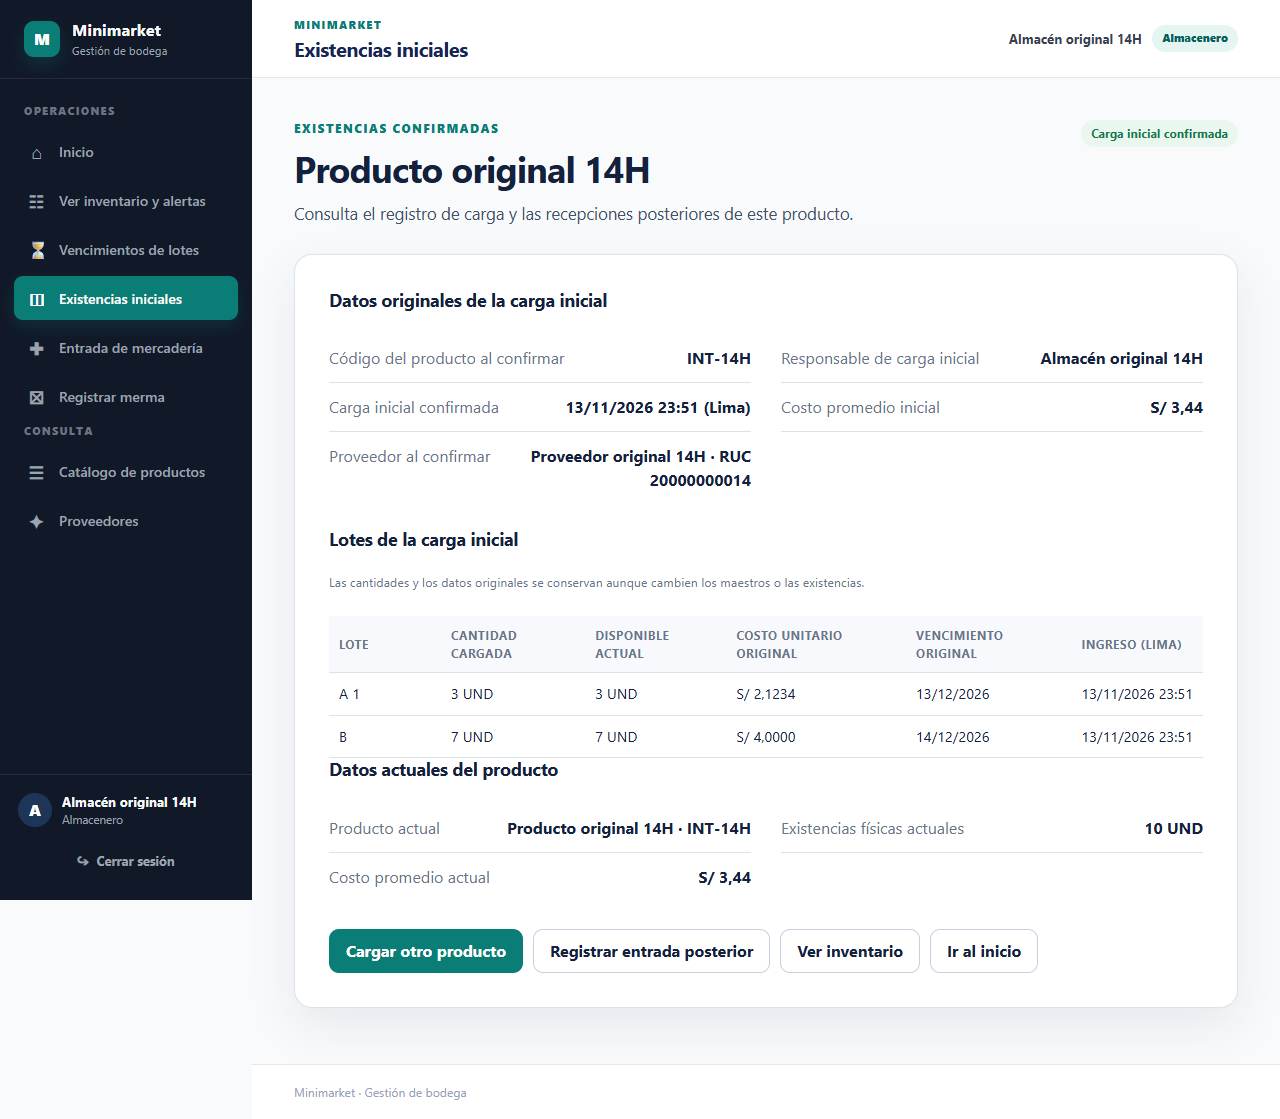 M
Minimarket
Gestión de bodega
OPERACIONES
Inicio
Ver inventario y alertas
Vencimientos de lotes
Existencias iniciales
Entrada de mercadería
Registrar merma
CONSULTA
Catálogo de productos
Proveedores
A
Almacén original 14H
Almacenero
Cerrar sesión
MINIMARKET
Existencias iniciales
Almacén original 14H
Almacenero
EXISTENCIAS CONFIRMADAS
Carga inicial confirmada
Producto original 14H
Consulta el registro de carga y las recepciones posteriores de este producto.
Datos originales de la carga inicial
Código del producto al confirmar INT-14H
Responsable de carga inicial Almacén original 14H
Carga inicial confirmada 13/11/2026 23:51 (Lima)
Costo promedio inicial S/ 3,44
Proveedor al confirmar Proveedor original 14H · RUC
20000000014
Lotes de la carga inicial
Las cantidades y los datos originales se conservan aunque cambien los maestros o las existencias.
LOTE CANTIDAD CARGADA DISPONIBLE ACTUAL COSTO UNITARIO ORIGINAL VENCIMIENTO ORIGINAL INGRESO (LIMA)
A 1 3 UND 3 UND S/ 2,1234 13/12/2026 13/11/2026 23:51
B 7 UND 7 UND S/ 4,0000 14/12/2026 13/11/2026 23:51
Datos actuales del producto
Producto actual Producto original 14H · INT-14H
Existencias físicas actuales 10 UND
Costo promedio actual S/ 3,44
Cargar otro producto
Registrar entrada posterior
Ver inventario
Ir al inicio
Minimarket · Gestión de bodega